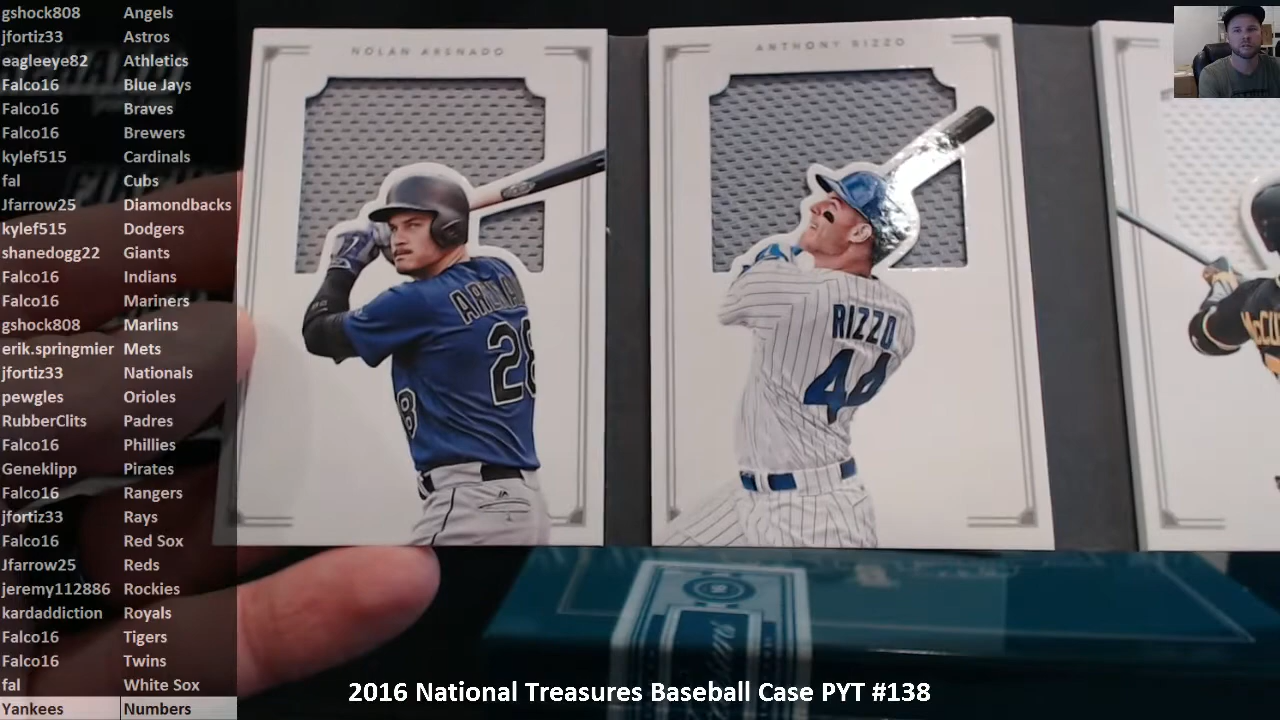 gshock808 Angels
jfortiz33 Astros
eagleeye82 Athletics
Falco16 Blue Jays
Falco16 Braves
Falco16 Brewers
kylef515 Cardinals
fal Cubs
Jfarrow25 Diamondbacks
kylef515 Dodgers
shanedogg22 Giants
Falco16 Indians
Falco16 Mariners
gshock808 Marlins
erik.springmier Mets
jfortiz33 Nationals
pewgles Orioles
RubberClits Padres
Falco16 Phillies
Geneklipp Pirates
Falco16 Rangers
jfortiz33 Rays
Falco16 Red Sox
Jfarrow25 Reds
jeremy112886 Rockies
kardaddiction Royals
Falco16 Tigers
Falco16 Twins
fal White Sox
Yankees Numbers
NOLAN ARENADO
ANTHONY RIZZO
28
8
RIZZO
44
2016 National Treasures Baseball Case PYT #138